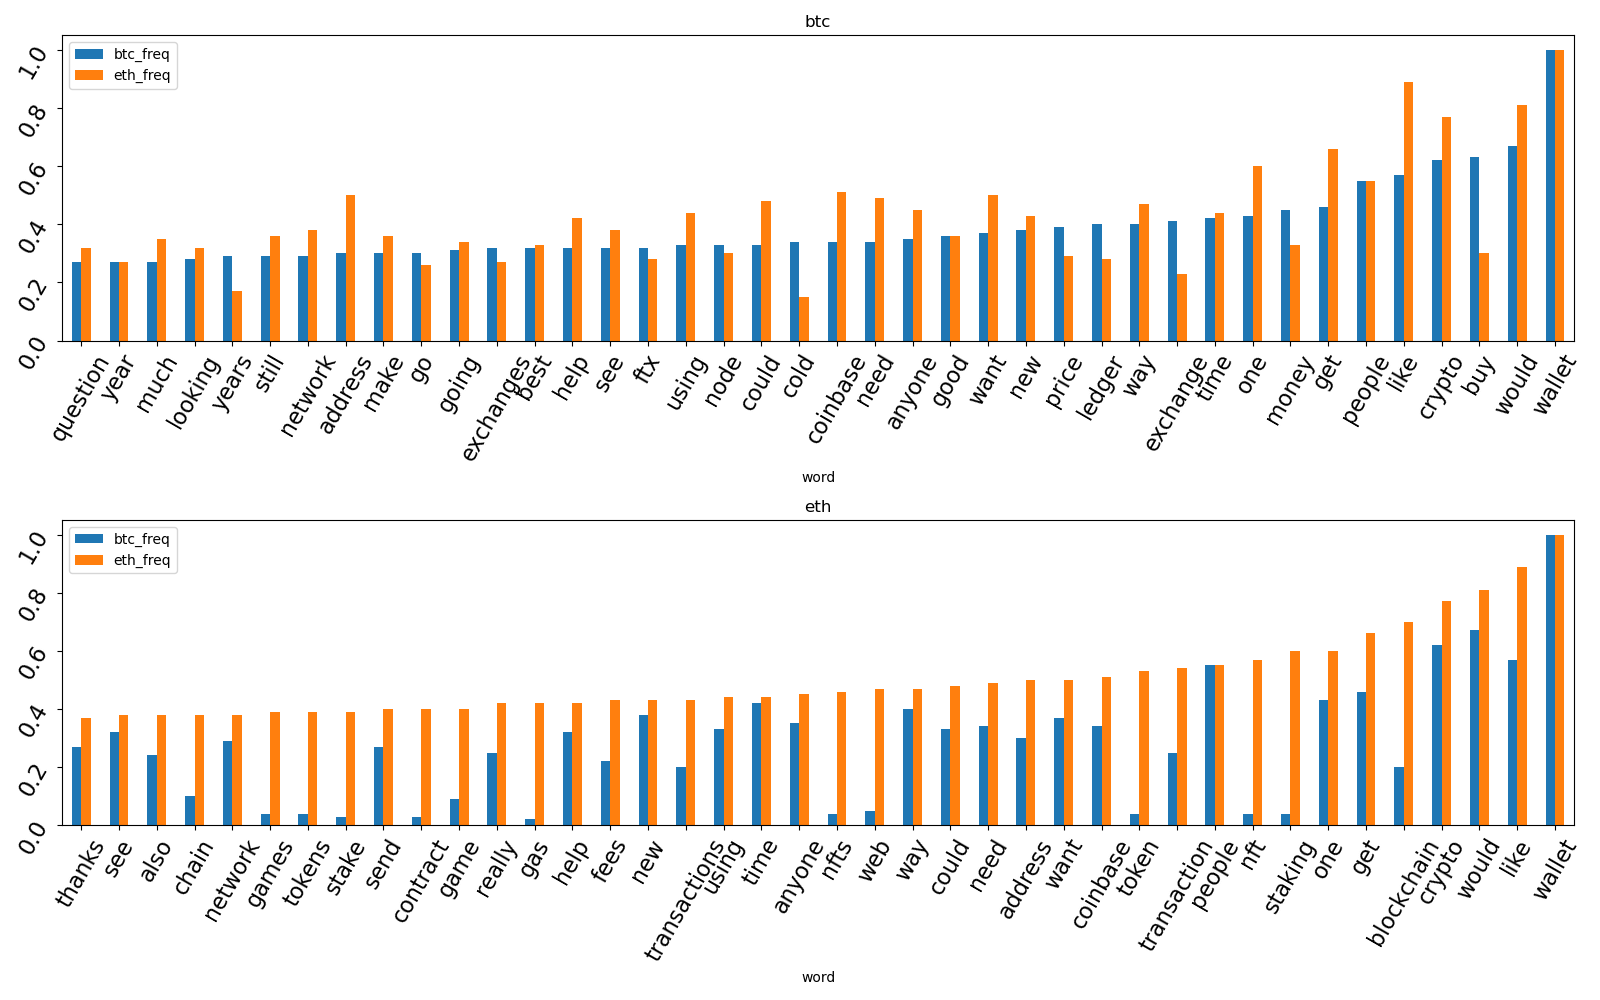 btc
btc_freq
eth_freq
1.0
0.8
0.6
0.4
0.2
0.0
question year much looking years still network address make go going exchanges best help see ftx using node could cold coinbase need anyone good want new price ledger way exchange time one money get people like crypto buy would wallet
word
eth
btc_freq
eth_freq
1.0
0.8
0.6
0.4
0.2
0.0
thanks see also chain network games tokens stake send contract game really gas help fees new transactions using time anyone nfts web way could need address want coinbase token transaction people nft staking one get blockchain crypto would like wallet
word